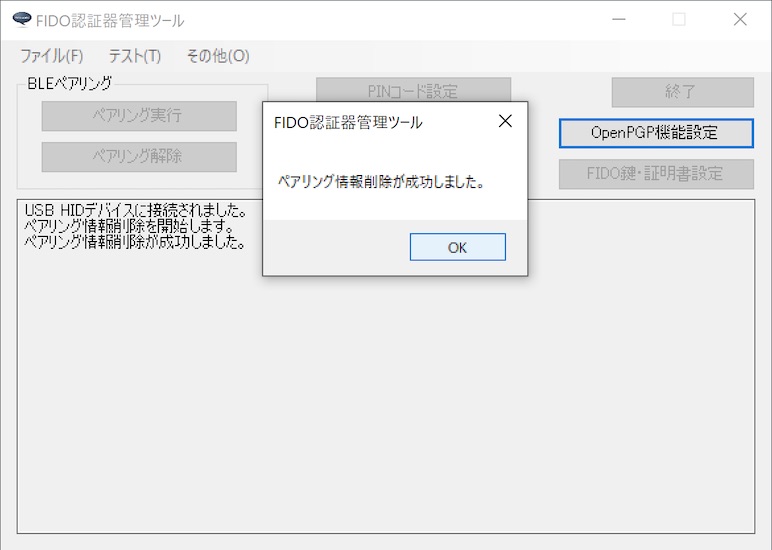 FIDO認証器管理ツール
ファイル(F) テスト(T) その他(O)
BLEペアリング
ペアリング実行
ペアリング解除
PINコード設定
終了
OpenPGP機能設定
FIDO鍵・証明書設定
FIDO認証器管理ツール
ペアリング情報削除が成功しました。
OK
USB HIDデバイスに接続されました。
ペアリング情報削除を開始します。
ペアリング情報削除が成功しました。